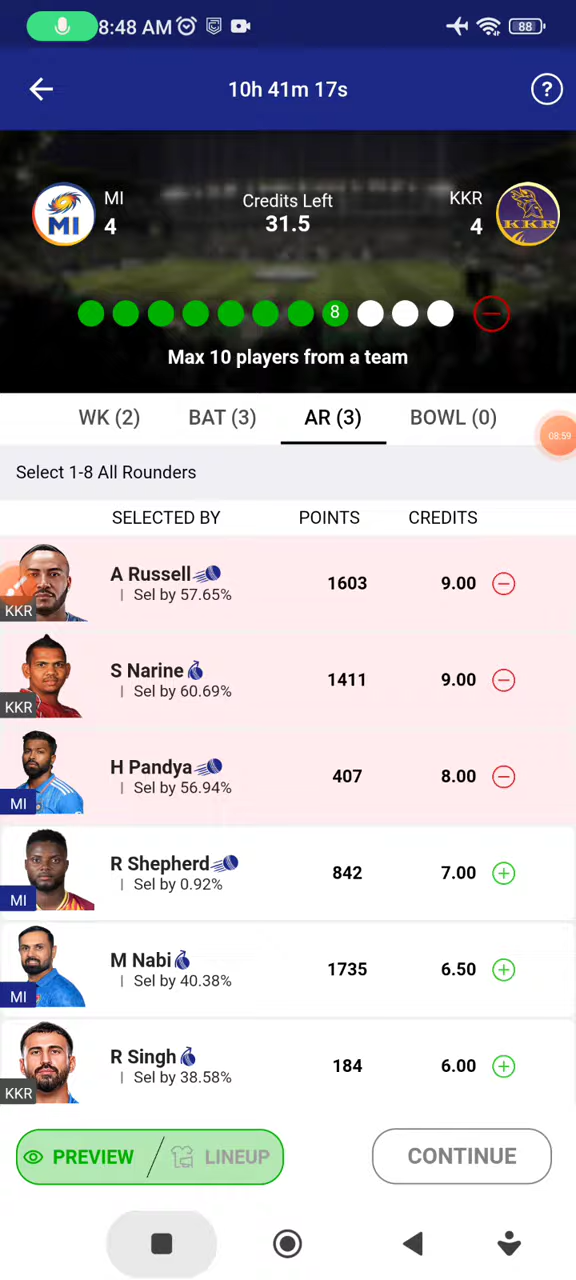 8:48 AM
88
10h 41m 17s
?
MI
4
Credits Left
31.5
KKR
4
MI
KKR
8
Max 10 players from a team
WK (2)
BAT (3)
AR (3)
BOWL (0)
08:59
Select 1-8 All Rounders
SELECTED BY
POINTS
CREDITS
A Russell
| Sel by 57.65%
1603
9.00
KKR
S Narine
| Sel by 60.69%
1411
9.00
KKR
H Pandya
| Sel by 56.94%
407
8.00
MI
R Shepherd
| Sel by 0.92%
842
7.00
MI
M Nabi
| Sel by 40.38%
1735
6.50
MI
R Singh
| Sel by 38.58%
184
6.00
KKR
PREVIEW
LINEUP
CONTINUE